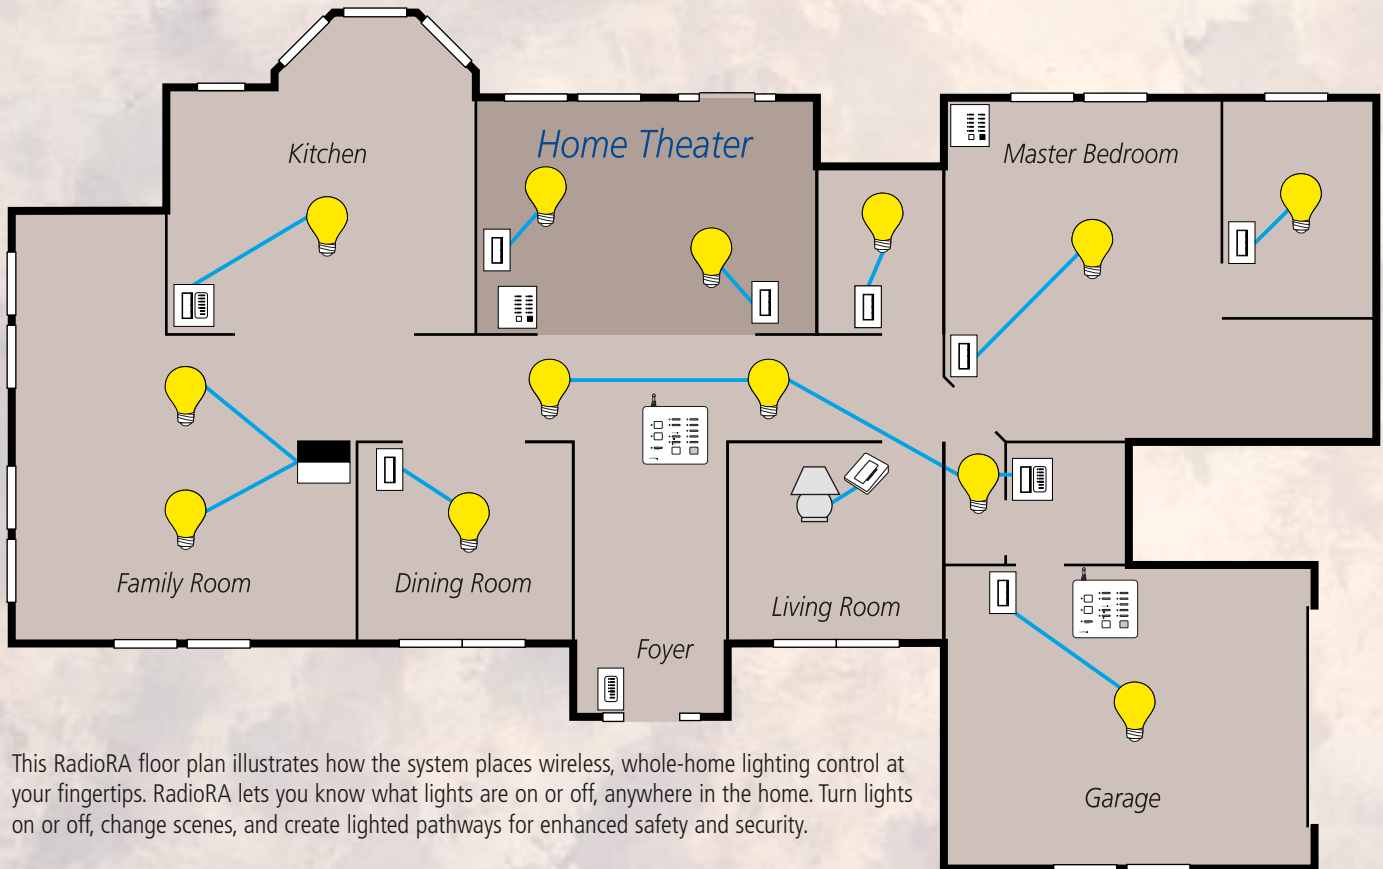 Kitchen
Home Theater
Master Bedroom
Family Room
Dining Room
Living Room
Foyer
This RadioRA floor plan illustrates how the system places wireless, whole-home lighting control at
your fingertips. RadioRA lets you know what lights are on or off, anywhere in the home. Turn lights
on or off, change scenes, and create lighted pathways for enhanced safety and security.
Garage